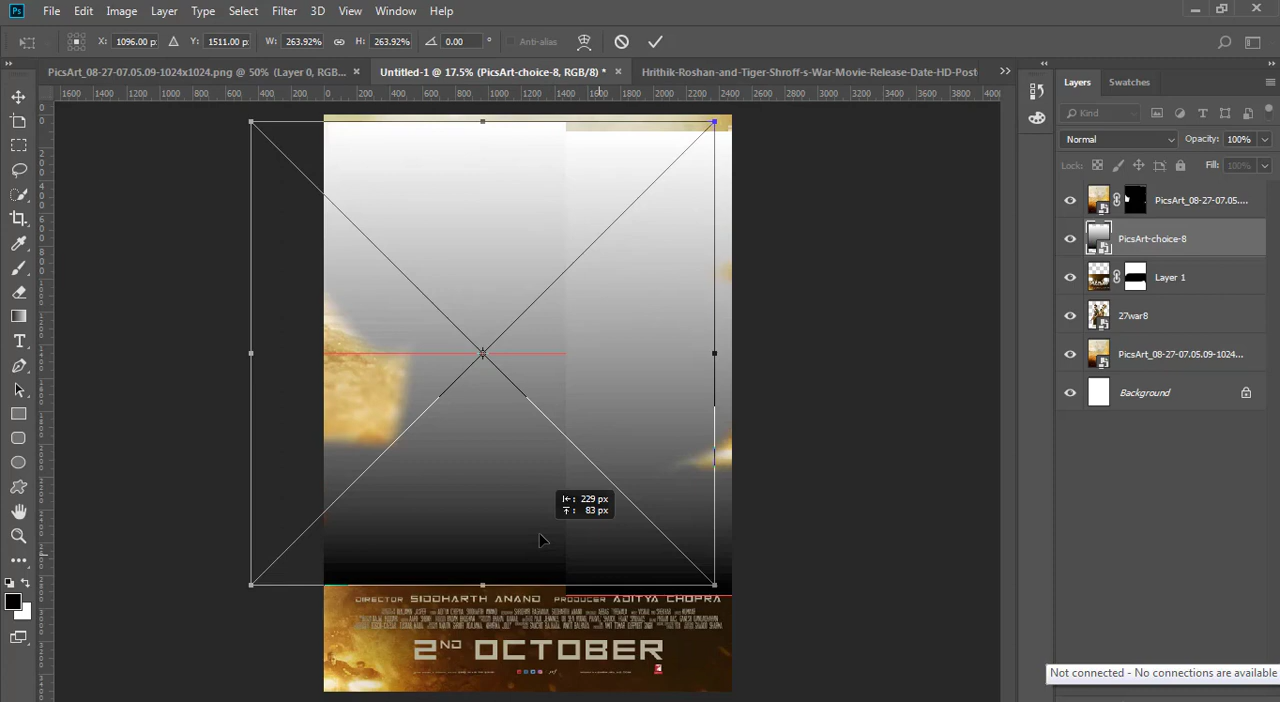 Ps File Edit Image Layer Type Select Filter 3D View Window Help
X: 1096.00 p: Y: 1511.00 p: W: 263.92% H: 263.92% 0.00 ° Anti-alias
PicsArt_08-27-07.05.09-1024x1024.png @ 50% (Layer 0, RGB... × Untitled-1 @ 17.5% (PicsArt-choice-8, RGB/8) * × Hrithik-Roshan-and-Tiger-Shroff-s-War-Movie-Release-Date-HD-Post
1600 1400 1200 1000 800 600 400 200 0 200 400 600 800 1000 1200 1400 1600 1800 2000 2200 2400 2600 2800 3000 3200 3400 3600 3800 400
Layers Swatches
Kind
Normal Opacity: 100%
Lock: Fill: 100%
PicsArt_08-27-07.05....
PicsArt-choice-8
Layer 1
27war8
PicsArt_08-27-07.05.09-1024...
Background
229 px
83 px
DIRECTOR SIDDHARTH ANAND PRODUCER ADITYA CHOPRA
2ND OCTOBER
Not connected - No connections are available